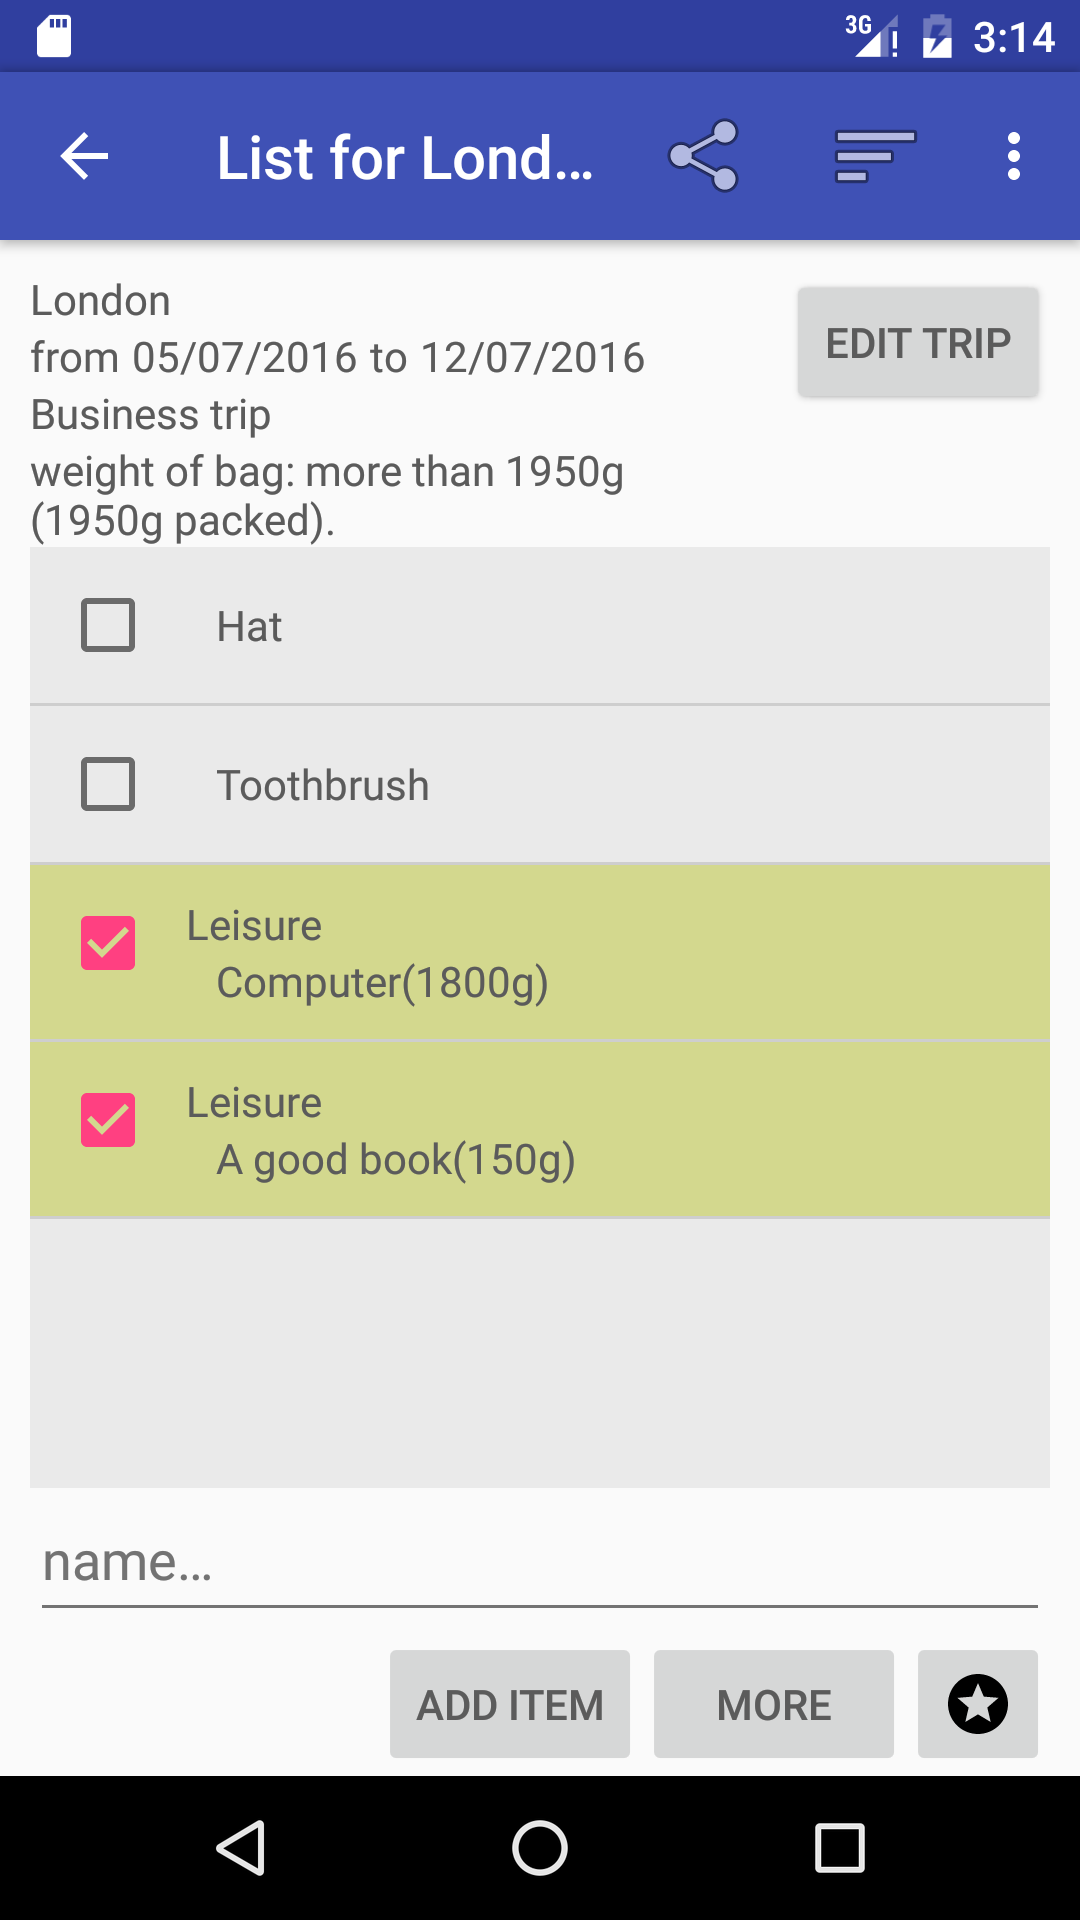 3G 3:14
List for Lond...
London
EDIT TRIP
from 05/07/2016 to 12/07/2016
Business trip
weight of bag: more than 1950g
(1950g packed).
Hat
Toothbrush
Leisure
Computer(1800g)
Leisure
A good book(150g)
name...
ADD ITEM MORE